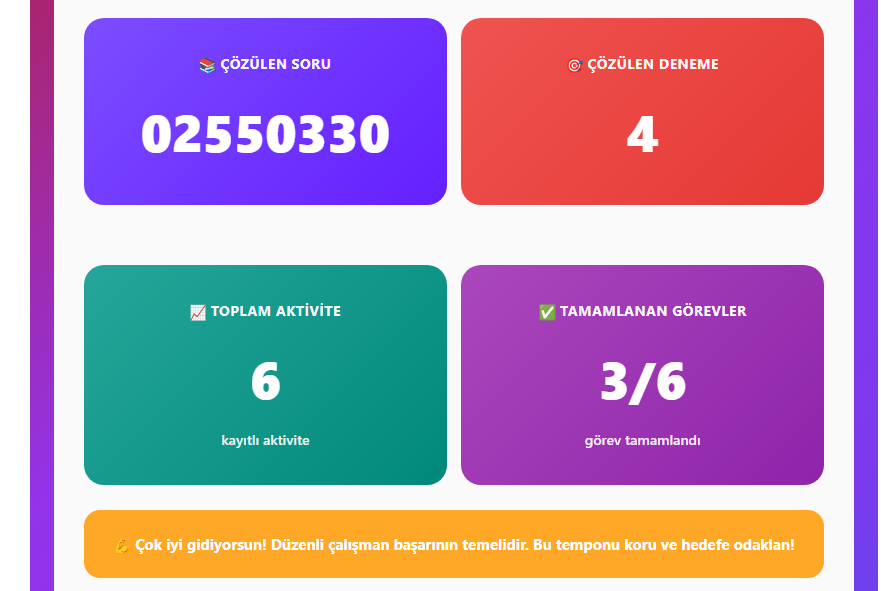 📚 ÇÖZÜLEN SORU
02550330
🎯 ÇÖZÜLEN DENEME
4
📈 TOPLAM AKTİVİTE
6
kayıtlı aktivite
✅ TAMAMLANAN GÖREVLER
3/6
görev tamamlandı
💪 Çok iyi gidiyorsun! Düzenli çalışman başarının temelidir. Bu temponu koru ve hedefe odaklan!